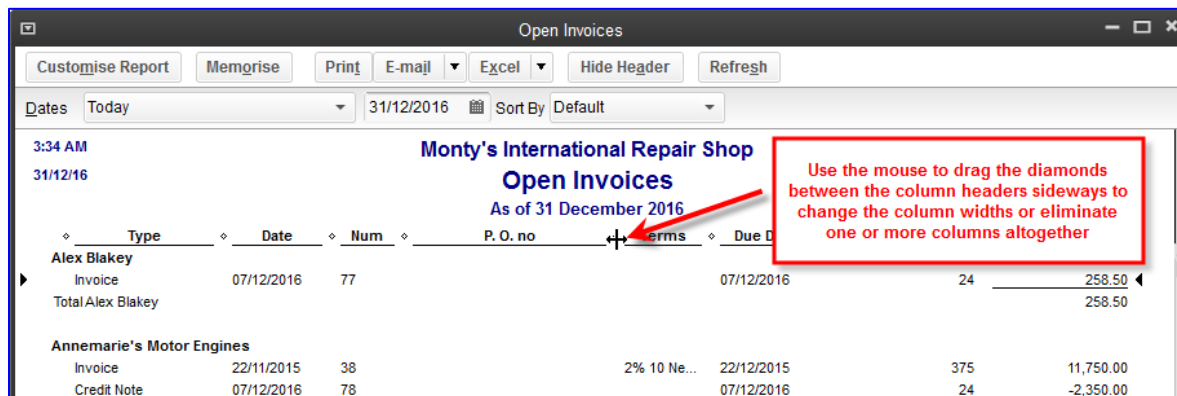 Open Invoices
Customise Report Memorise Print E-mail Excel Hide Header Refresh
Dates Today 31/12/2016 Sort By Default
3:34 AM
31/12/16
Monty's International Repair Shop
Open Invoices
As of 31 December 2016
Use the mouse to drag the diamonds
between the column headers sideways to
change the column widths or eliminate
one or more columns altogether
Type Date Num P. O. no Due D
Alex Blakey
Invoice 07/12/2016 77 07/12/2016 24 258.50
Total Alex Blakey 258.50
Annemarie's Motor Engines
Invoice 22/11/2015 38 2% 10 Ne... 22/12/2015 375 11,750.00
Credit Note 07/12/2016 78 07/12/2016 24 -2,350.00